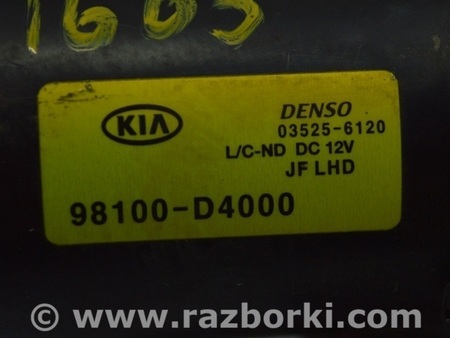 1603
KIA
DENSO
03525-6120
L/C-ND DC 12V
JF LHD
98100-D4000
© www.razborki.com